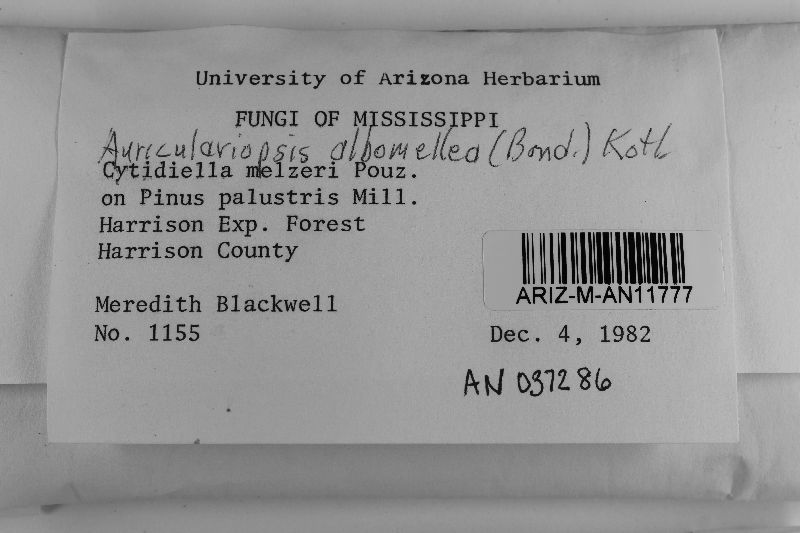 University of Arizona Herbarium
FUNGI OF MISSISSIPPI
Auriculariopsis albomellea (Bond.) Kotl
Cytidiella melzeri Pouz.
on Pinus palustris Mill.
Harrison Exp. Forest
Harrison County
ARIZ-M-AN11777
Meredith Blackwell
No. 1155
Dec. 4, 1982
AN 037286